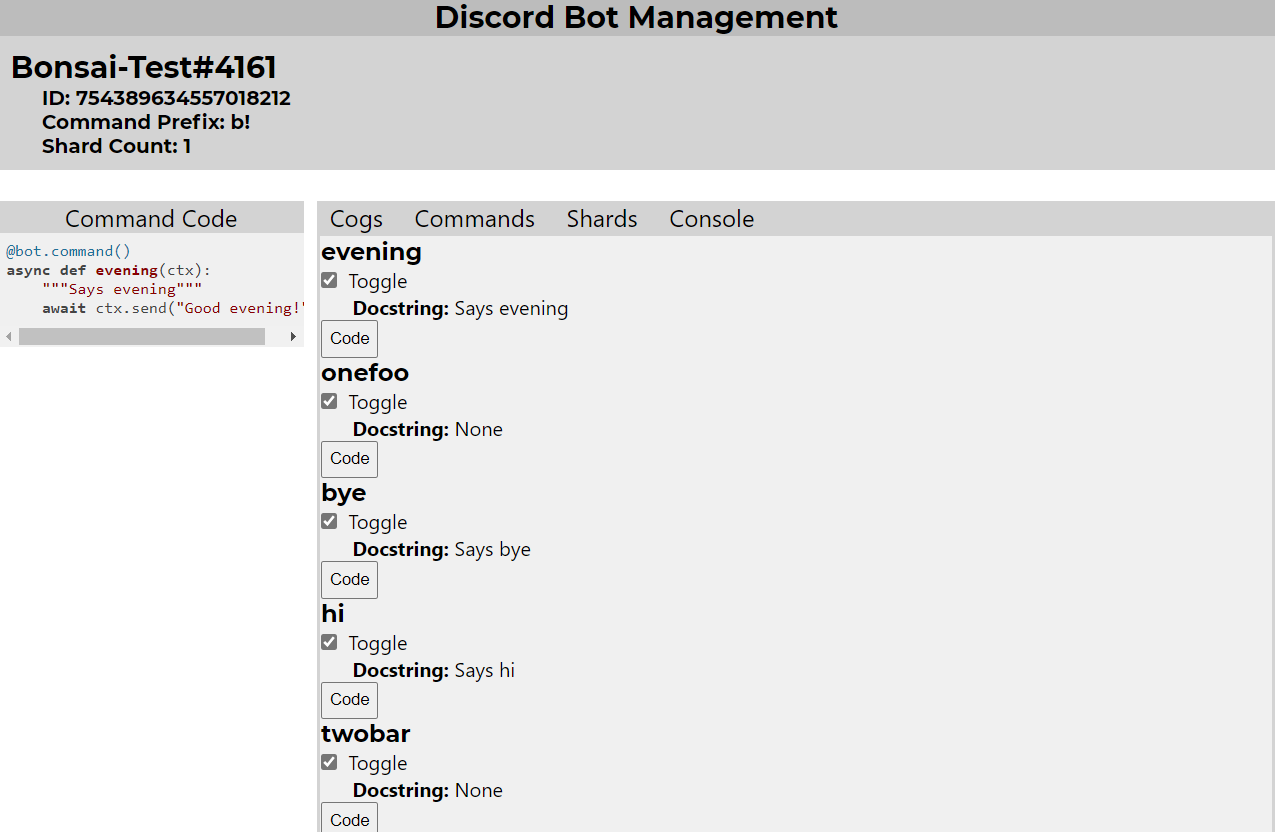 Discord Bot Management
Bonsai-Test#4161
ID: 754389634557018212
Command Prefix: b!
Shard Count: 1
Command Code
@bot.command()
async def evening(ctx):
    """Says evening"""
    await ctx.send("Good evening!"
Cogs Commands Shards Console
evening
Toggle
Docstring: Says evening
Code
onefoo
Toggle
Docstring: None
Code
bye
Toggle
Docstring: Says bye
Code
hi
Toggle
Docstring: Says hi
Code
twobar
Toggle
Docstring: None
Code